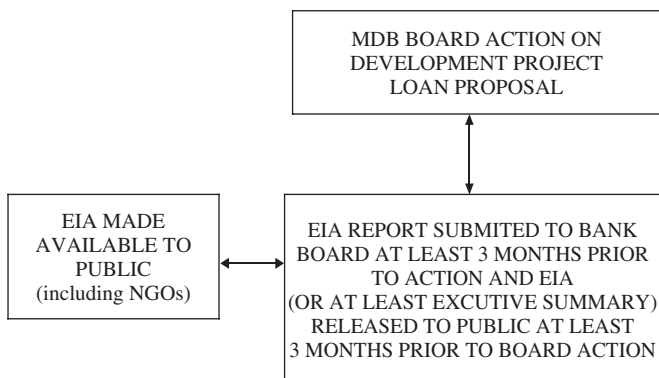 MDB BOARD ACTION ON
DEVELOPMENT PROJECT
LOAN PROPOSAL
EIA MADE
AVAILABLE TO
PUBLIC
(including NGOs)
EIA REPORT SUBMITED TO BANK
BOARD AT LEAST 3 MONTHS PRIOR
TO ACTION AND EIA
(OR AT LEAST EXCUTIVE SUMMARY)
RELEASED TO PUBLIC AT LEAST
3 MONTHS PRIOR TO BOARD ACTION